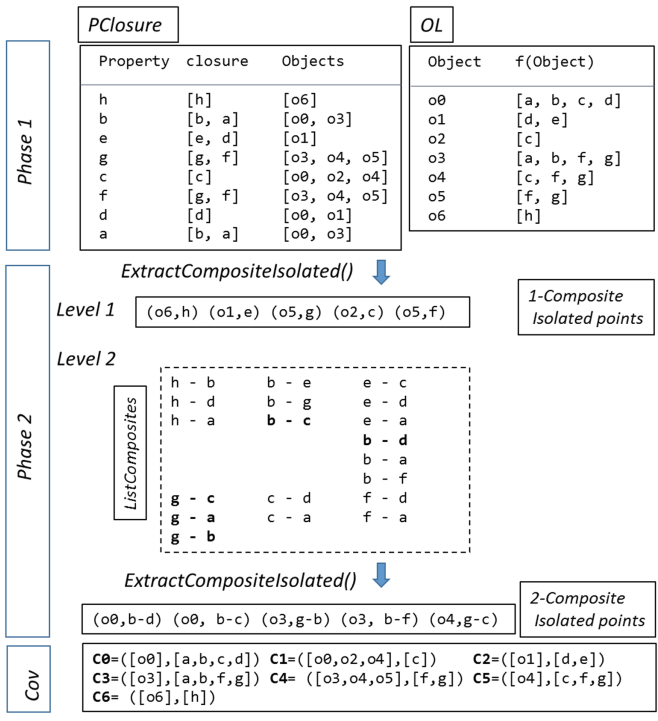 PClosure
OL
Phase 1
Property closure Objects
h [h] [o6]
b [b, a] [o0, o3]
e [e, d] [o1]
g [g, f] [o3, o4, o5]
c [c] [o0, o2, o4]
f [g, f] [o3, o4, o5]
d [d] [o0, o1]
a [b, a] [o0, o3]
Object f(Object)
o0 [a, b, c, d]
o1 [d, e]
o2 [c]
o3 [a, b, f, g]
o4 [c, f, g]
o5 [f, g]
o6 [h]
Phase 2
ExtractCompositeIsolated()
Level 1
(o6,h) (o1,e) (o5,g) (o2,c) (o5,f)
1-Composite
Isolated points
Level 2
ListComposites
h - b b - e e - c
h - d b - g e - d
h - a b - c e - a
b - d
b - a
b - f
g - c c - d f - d
g - a c - a f - a
g - b
ExtractCompositeIsolated()
2-Composite
Isolated points
(o0,b-d) (o0, b-c) (o3,g-b) (o3, b-f) (o4,g-c)
Cov
C0=([o0],[a,b,c,d]) C1=([o0,o2,o4],[c]) C2=([o1],[d,e])
C3=([o3],[a,b,f,g]) C4= ([o3,o4,o5],[f,g]) C5=([o4],[c,f,g])
C6= ([o6],[h])